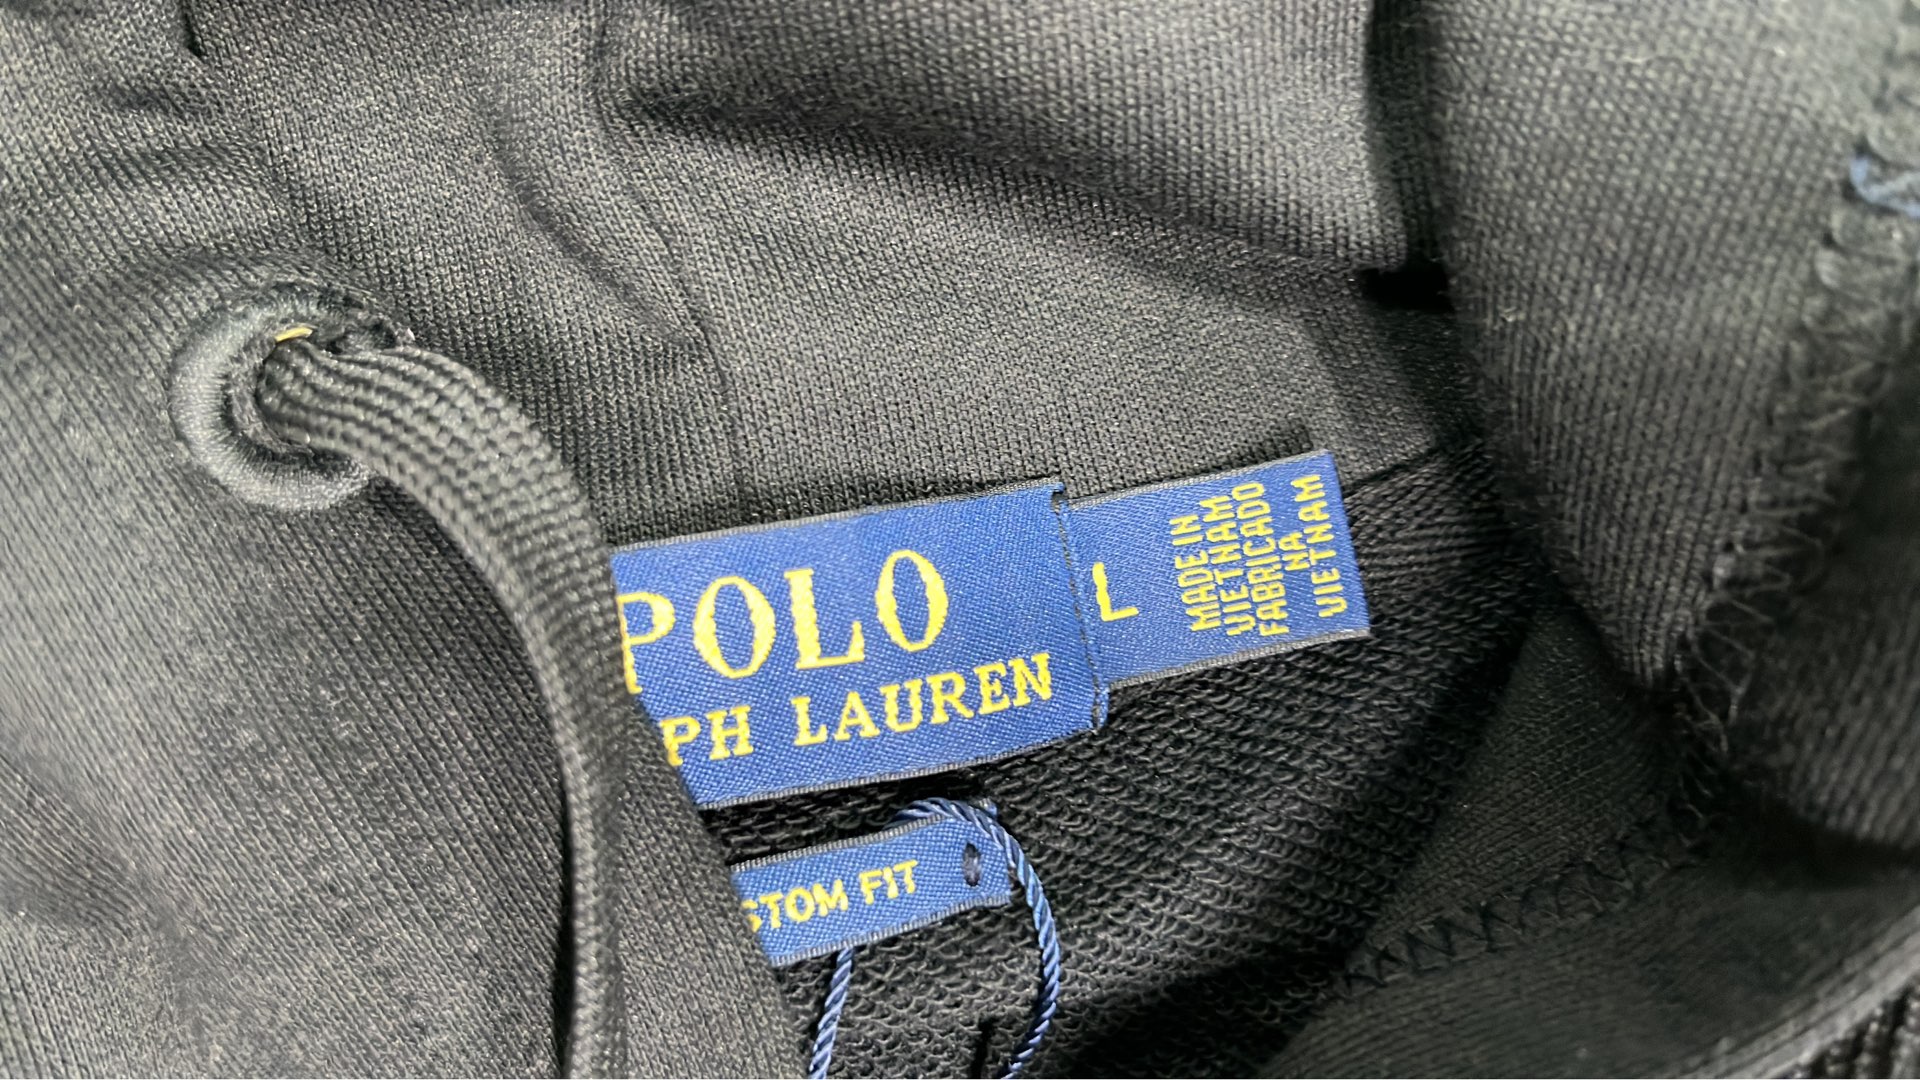 POLO
PH LAUREN
L
MADE IN
VIETNAM
FABRICADO
NA
VIETNAM
STOM FIT